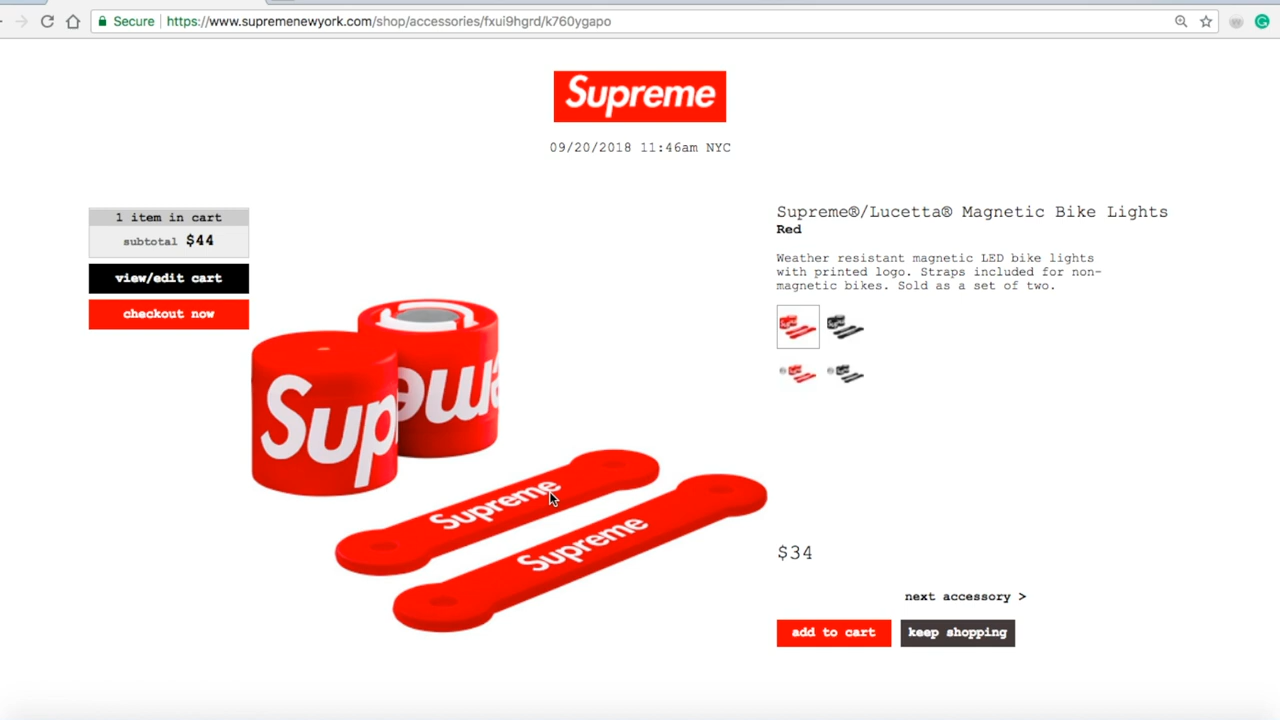 Secure
https://www.supremenewyork.com/shop/accessories/fxui9hgrd/k760ygapo
Supreme
09/20/2018 11:46am NYC
1 item in cart
subtotal $44
view/edit cart
checkout now
Supreme®/Lucetta® Magnetic Bike Lights
Red
Weather resistant magnetic LED bike lights
with printed logo. Straps included for non-
magnetic bikes. Sold as a set of two.
Sup
Supreme
Supreme
$34
next accessory >
add to cart
keep shopping